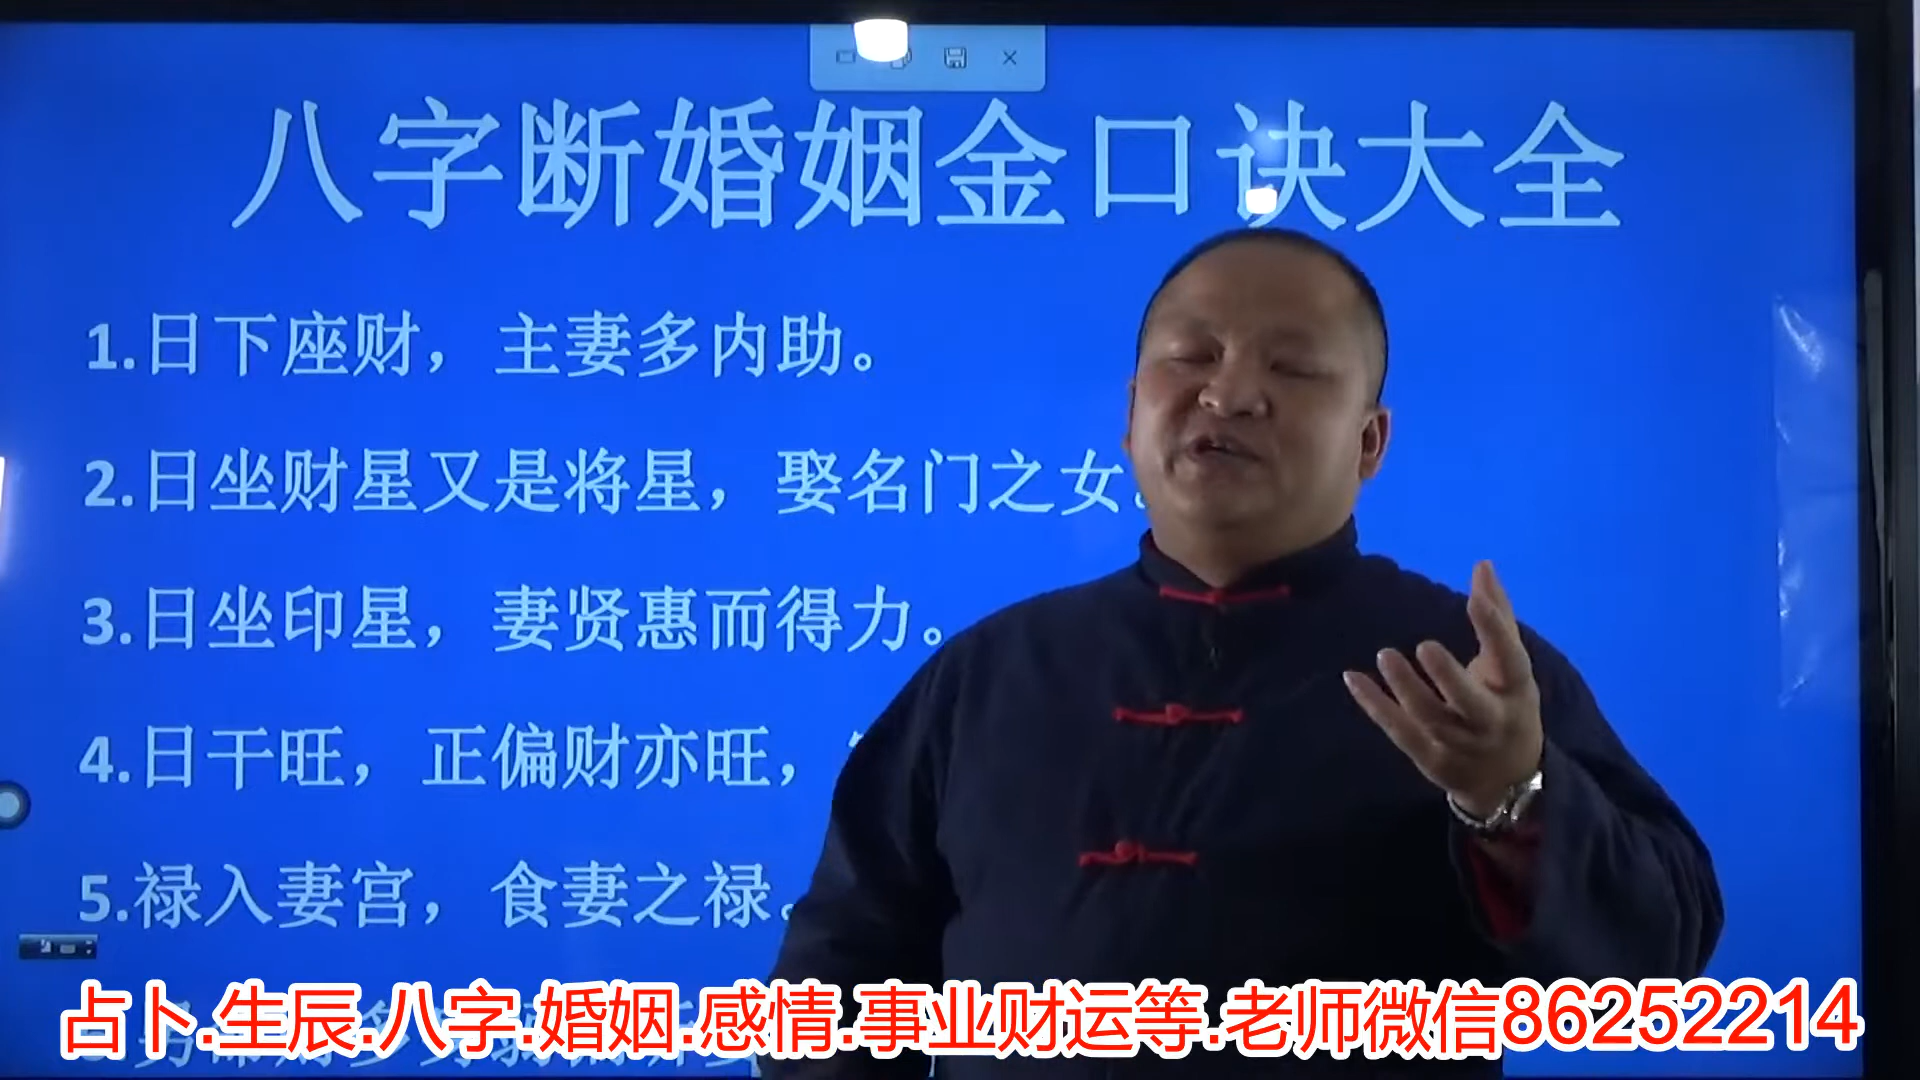 八字断婚姻金口诀大全
1.日下座财，主妻多内助。
2.日坐财星又是将星，娶名门之女。
3.日坐印星，妻贤惠而得力。
4.日干旺，正偏财亦旺，
5.禄入妻宫，食妻之禄。
占卜.生辰.八字.婚姻.感情.事业财运等.老师微信86252214